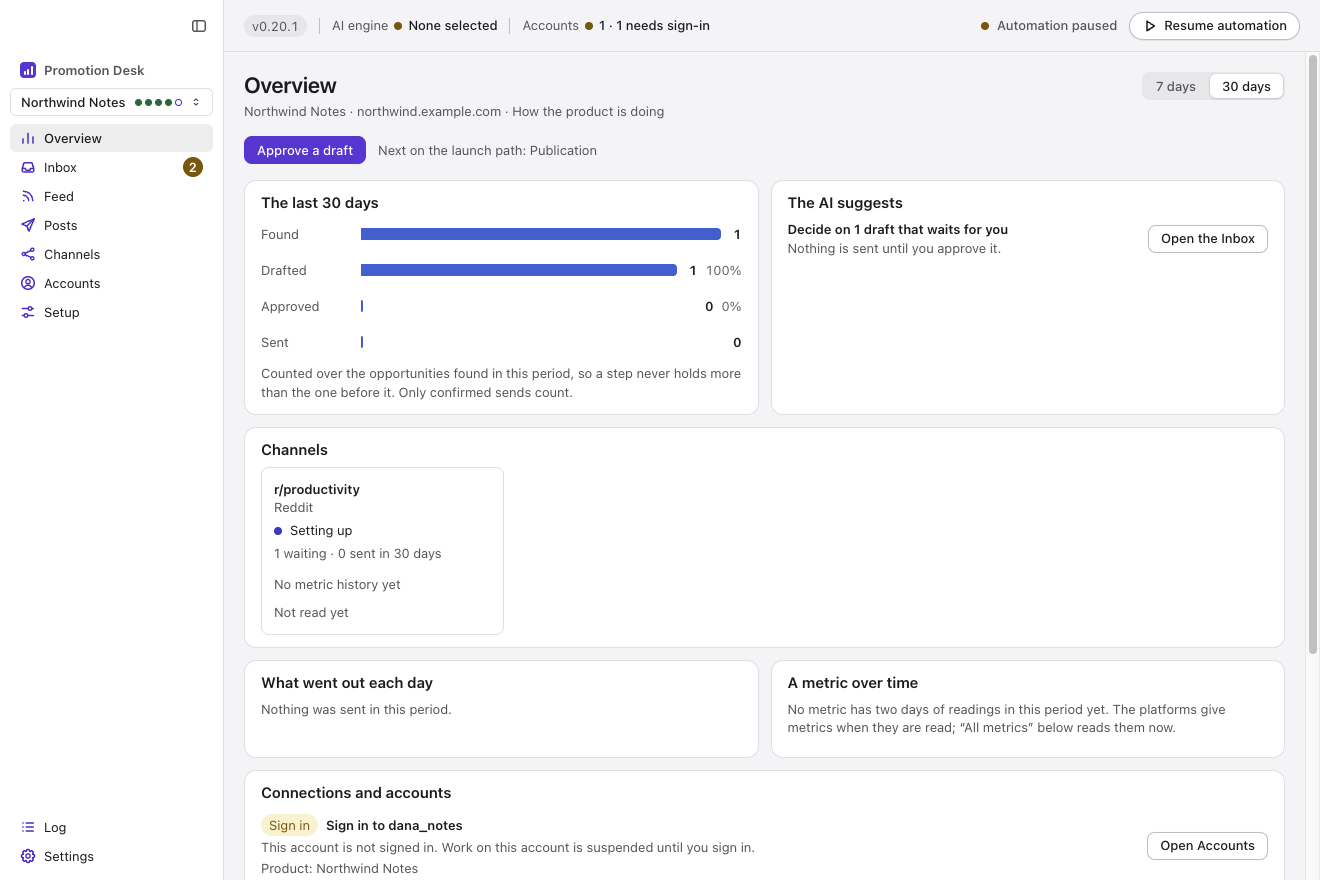 v0.20.1
AI engine None selected
Accounts 1 · 1 needs sign-in
Automation paused
Resume automation
Promotion Desk
Northwind Notes
Overview
Inbox 2
Feed
Posts
Channels
Accounts
Setup
Log
Settings
Overview
7 days 30 days
Northwind Notes · northwind.example.com · How the product is doing
Approve a draft
Next on the launch path: Publication
The last 30 days
Found 1
Drafted 1 100%
Approved 0 0%
Sent 0
Counted over the opportunities found in this period, so a step never holds more
than the one before it. Only confirmed sends count.
The AI suggests
Decide on 1 draft that waits for you
Nothing is sent until you approve it.
Open the Inbox
Channels
r/productivity
Reddit
Setting up
1 waiting · 0 sent in 30 days
No metric history yet
Not read yet
What went out each day
Nothing was sent in this period.
A metric over time
No metric has two days of readings in this period yet. The platforms give
metrics when they are read; “All metrics” below reads them now.
Connections and accounts
Sign in Sign in to dana_notes
This account is not signed in. Work on this account is suspended until you sign in.
Product: Northwind Notes
Open Accounts